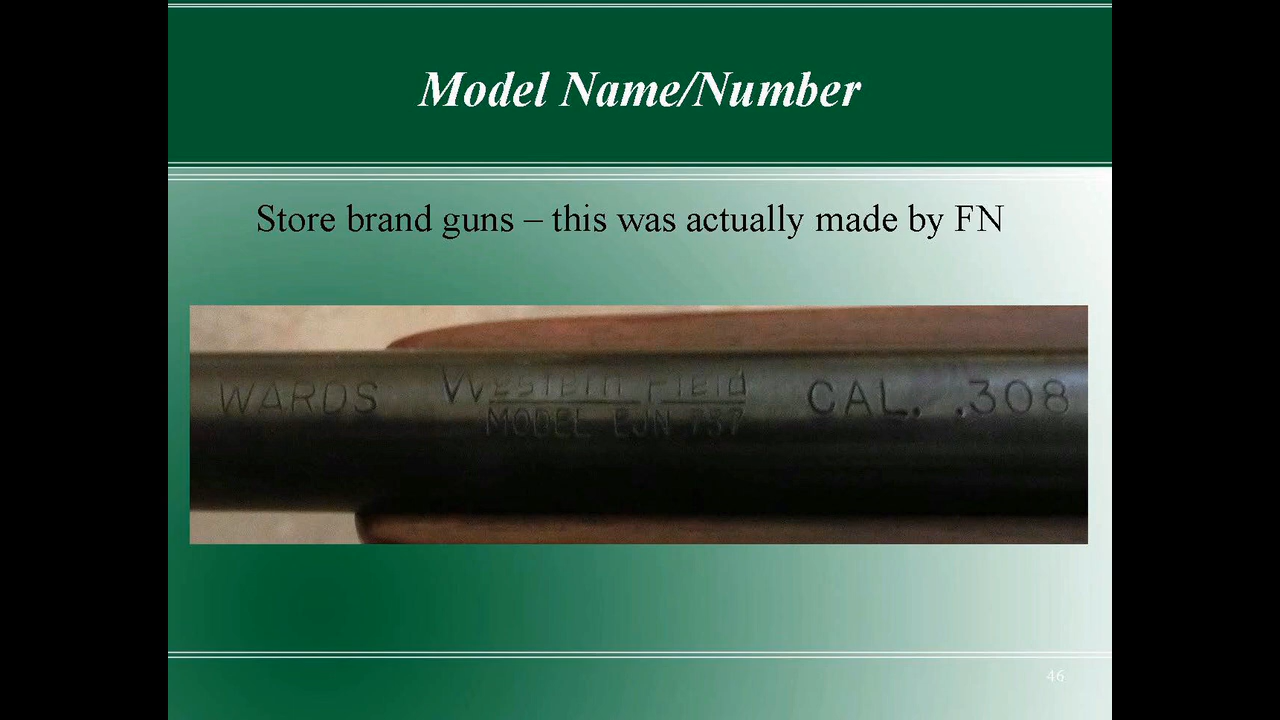 Model Name/Number
Store brand guns – this was actually made by FN
WARDS Western Field CAL. .308
MODEL EJN 737
46